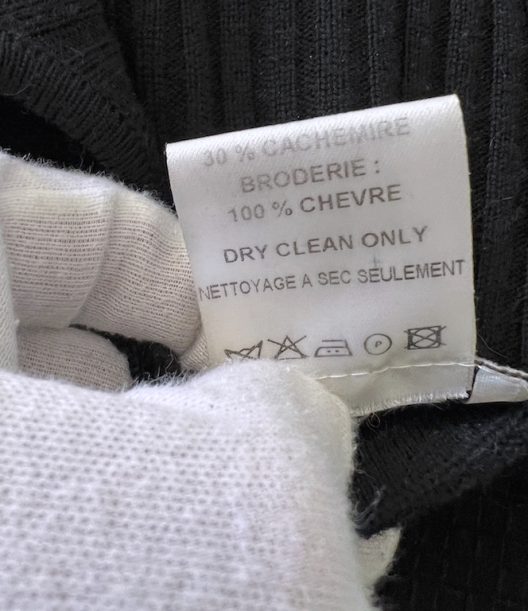 30 % CACHEMIRE
BRODERIE :
100 % CHEVRE
DRY CLEAN ONLY
NETTOYAGE A SEC SEULEMENT
P